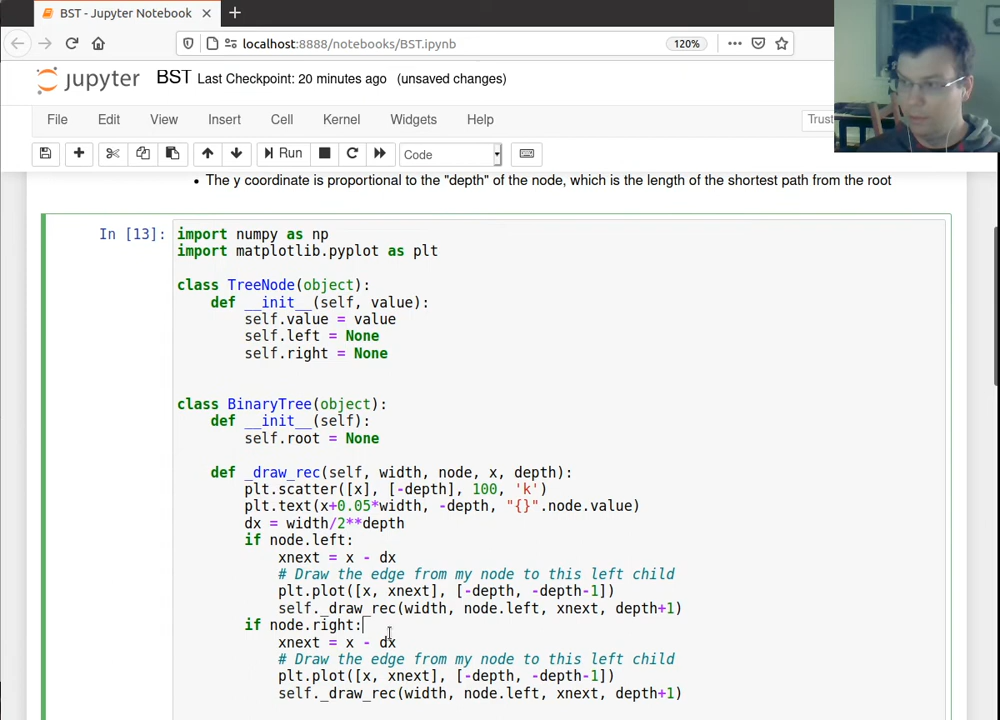 BST - Jupyter Notebook
localhost:8888/notebooks/BST.ipynb
120%
jupyter BST Last Checkpoint: 20 minutes ago (unsaved changes)
File Edit View Insert Cell Kernel Widgets Help Trust
Run Code
• The y coordinate is proportional to the "depth" of the node, which is the length of the shortest path from the root
In [13]:
import numpy as np
import matplotlib.pyplot as plt
class TreeNode(object):
def __init__(self, value):
self.value = value
self.left = None
self.right = None
class BinaryTree(object):
def __init__(self):
self.root = None
def _draw_rec(self, width, node, x, depth):
plt.scatter([x], [-depth], 100, 'k')
plt.text(x+0.05*width, -depth, "{}".node.value)
dx = width/2**depth
if node.left:
xnext = x - dx
# Draw the edge from my node to this left child
plt.plot([x, xnext], [-depth, -depth-1])
self._draw_rec(width, node.left, xnext, depth+1)
if node.right:
xnext = x - dx
# Draw the edge from my node to this left child
plt.plot([x, xnext], [-depth, -depth-1])
self._draw_rec(width, node.left, xnext, depth+1)